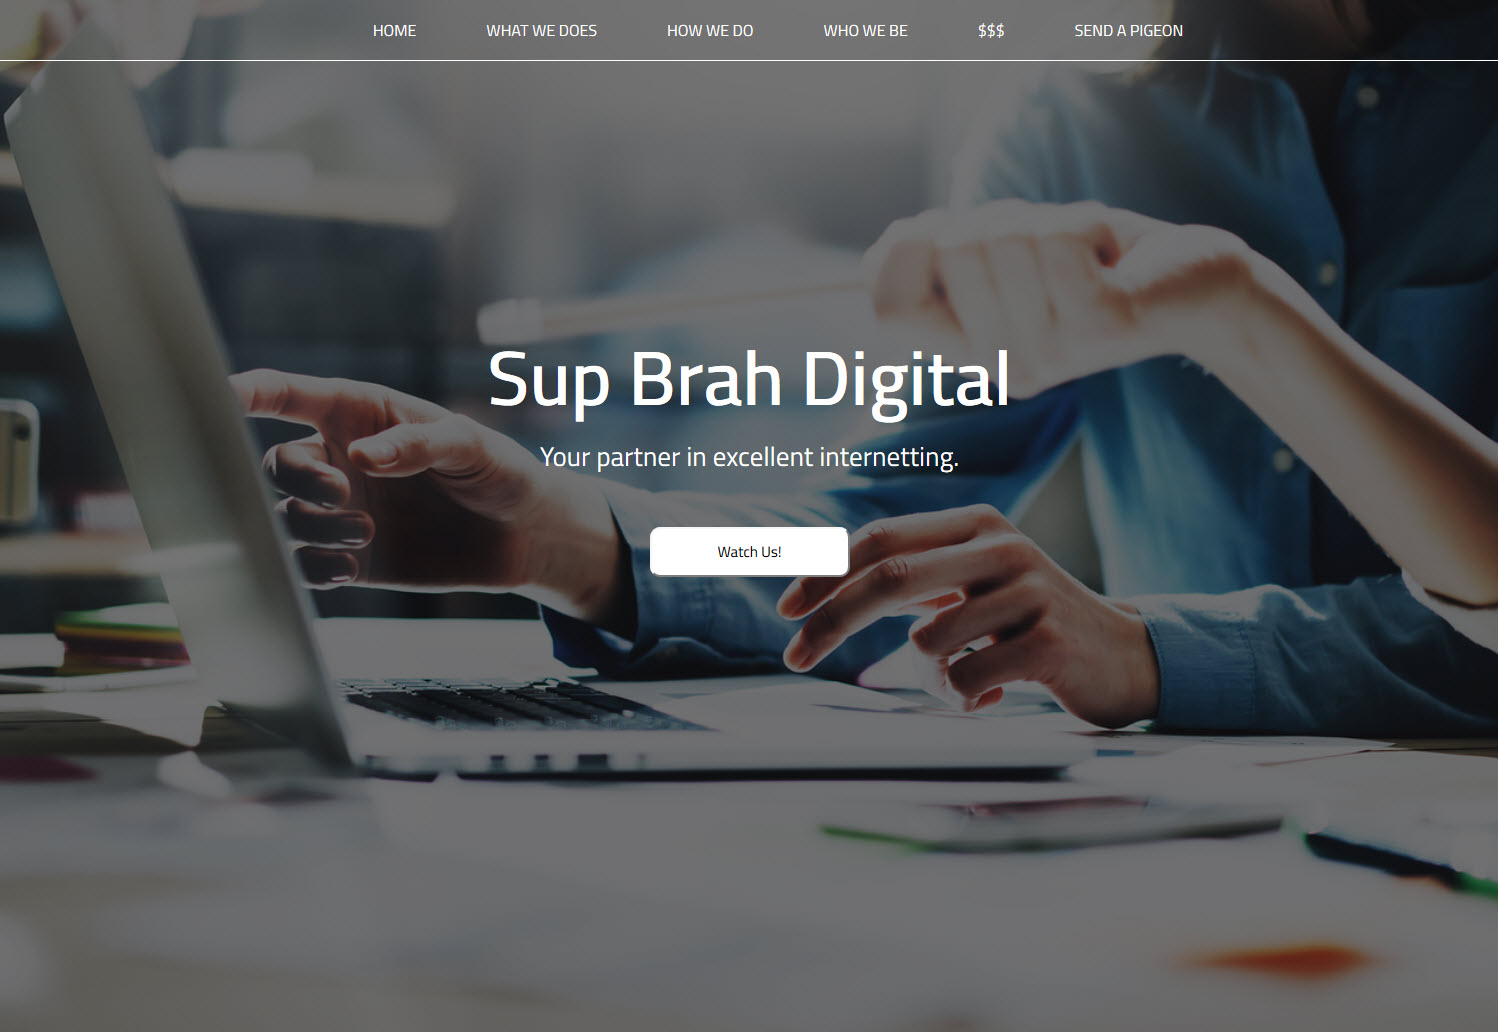 HOME WHAT WE DOES HOW WE DO WHO WE BE $$$ SEND A PIGEON
Sup Brah Digital
Your partner in excellent internetting.
Watch Us!